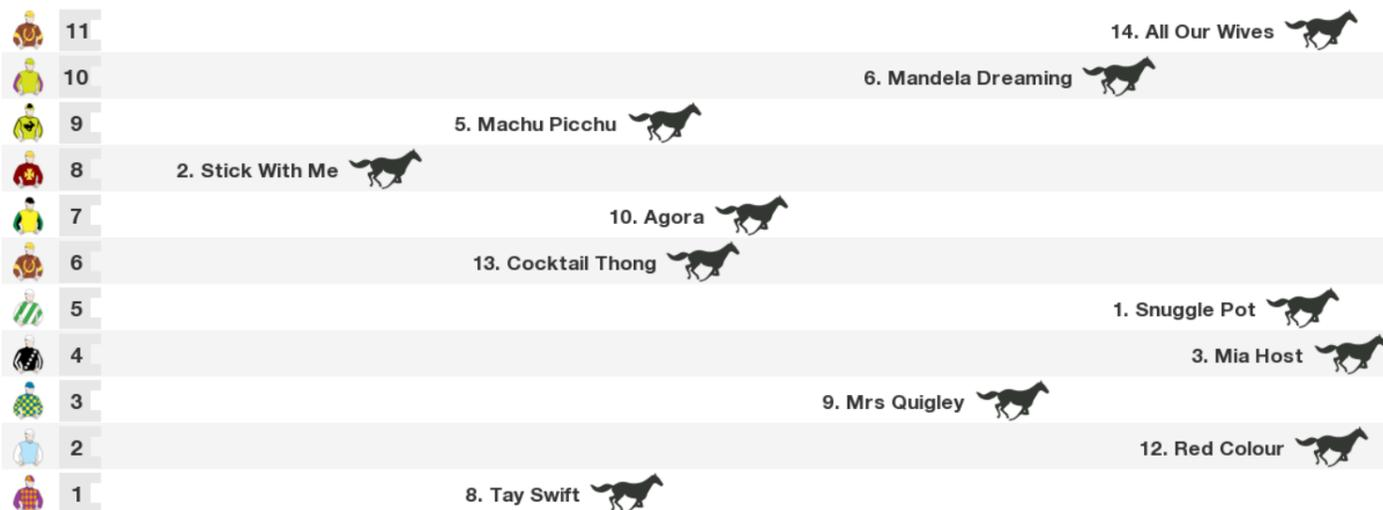 11 14. All Our Wives
10 6. Mandela Dreaming
9 5. Machu Picchu
8 2. Stick With Me
7 10. Agora
6 13. Cocktail Thong
5 1. Snuggle Pot
4 3. Mia Host
3 9. Mrs Quigley
2 12. Red Colour
1 8. Tay Swift